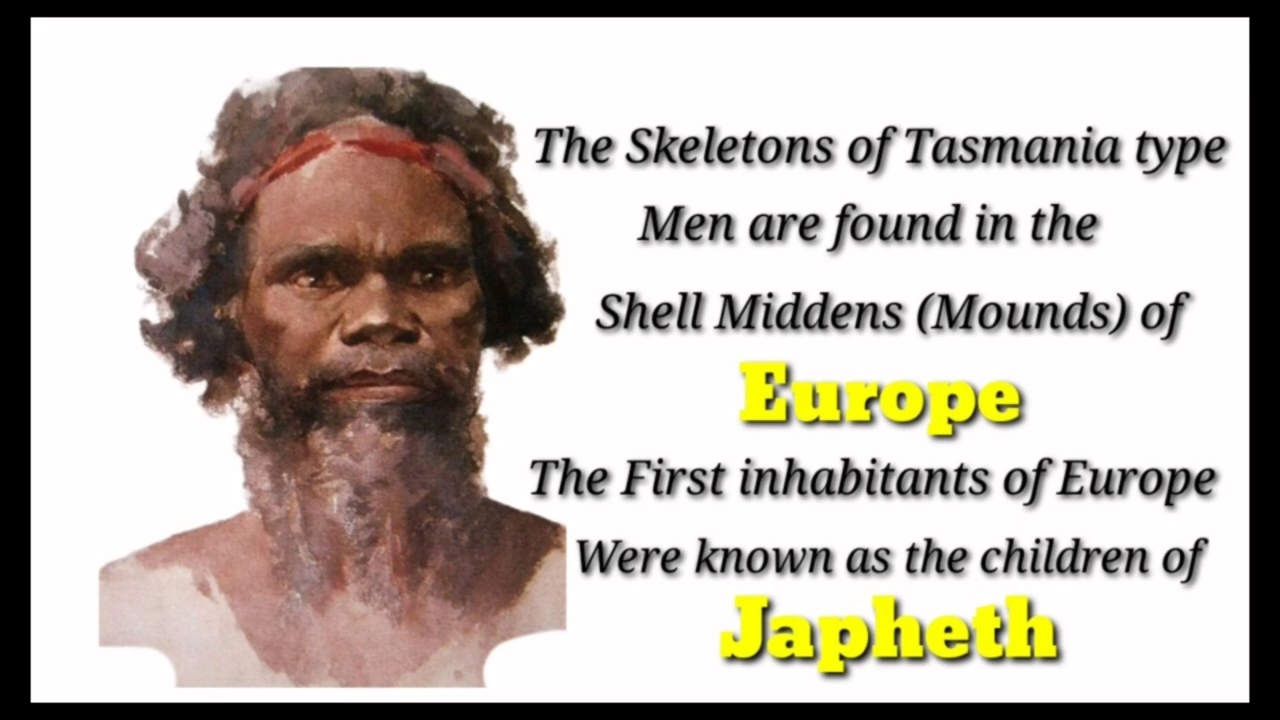 The Skeletons of Tasmania type
Men are found in the
Shell Middens (Mounds) of
Europe
The First inhabitants of Europe
Were known as the children of
Japheth